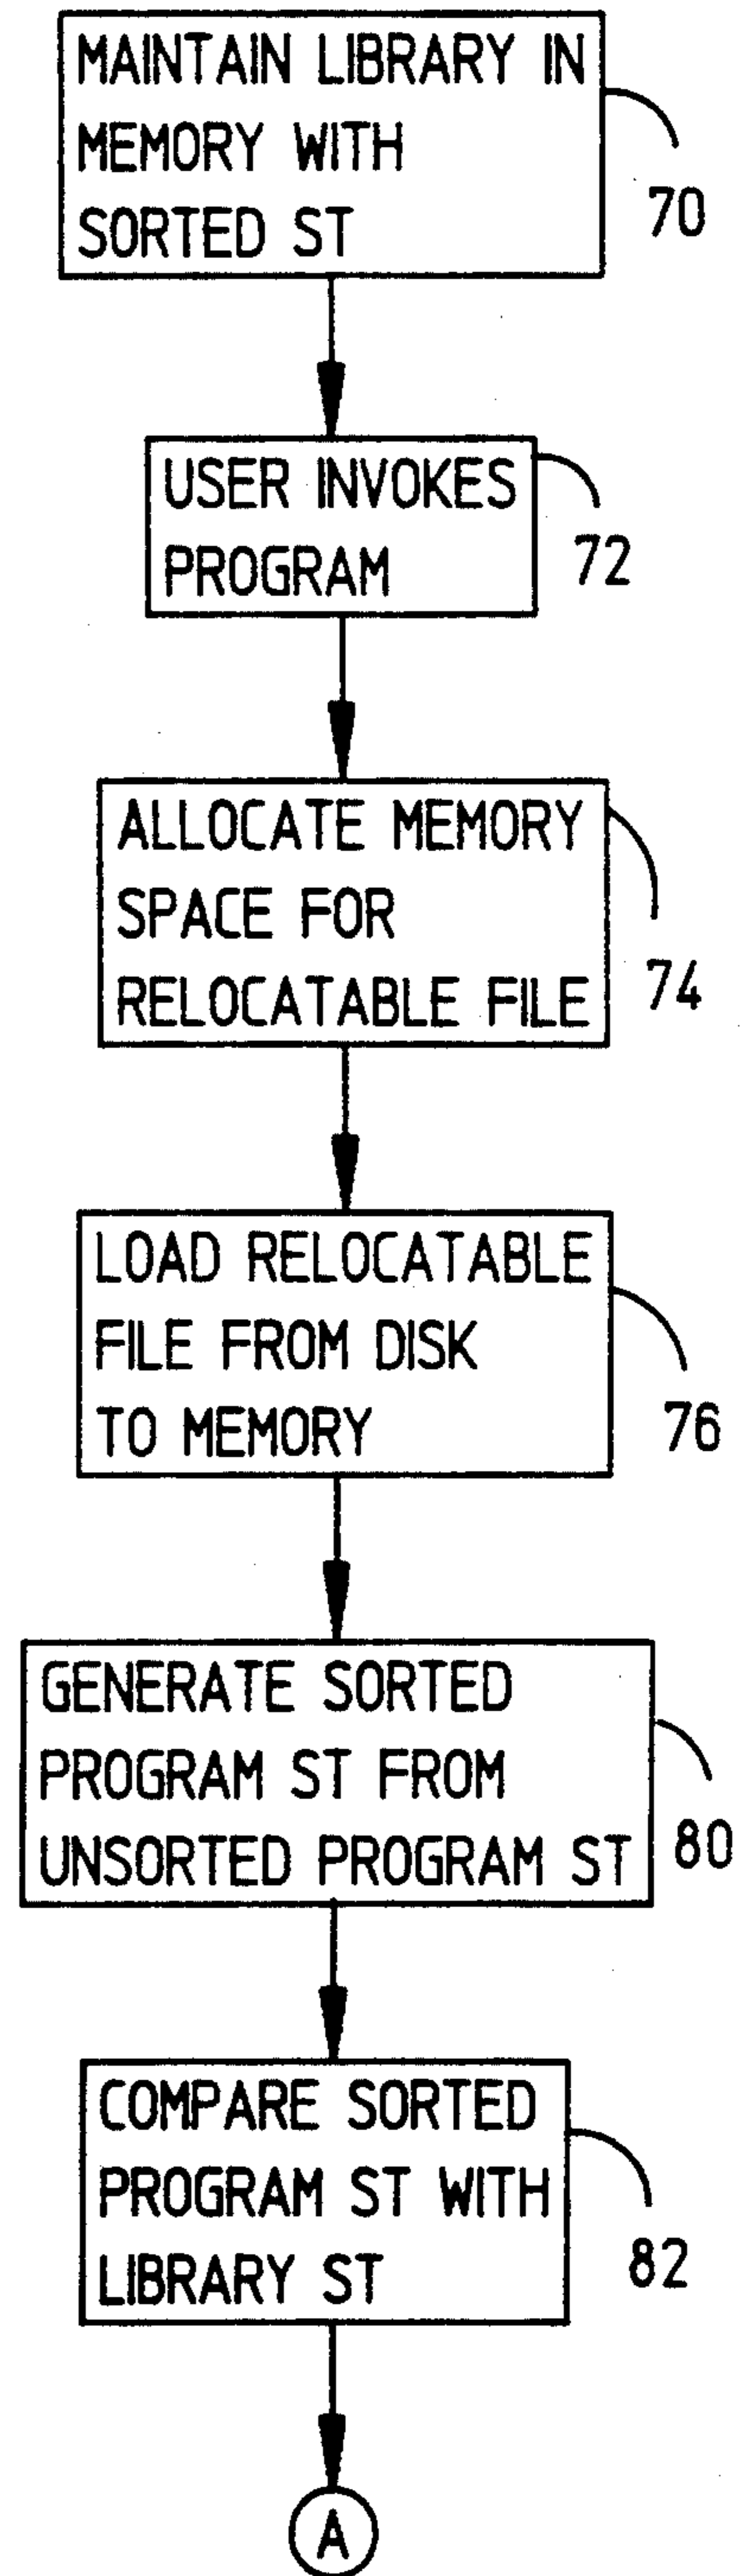 MAINTAIN LIBRARY IN
MEMORY WITH
SORTED ST
70
USER INVOKES
PROGRAM
72
ALLOCATE MEMORY
SPACE FOR
RELOCATABLE FILE
74
LOAD RELOCATABLE
FILE FROM DISK
TO MEMORY
76
GENERATE SORTED
PROGRAM ST FROM
UNSORTED PROGRAM ST
80
COMPARE SORTED
PROGRAM ST WITH
LIBRARY ST
82
A